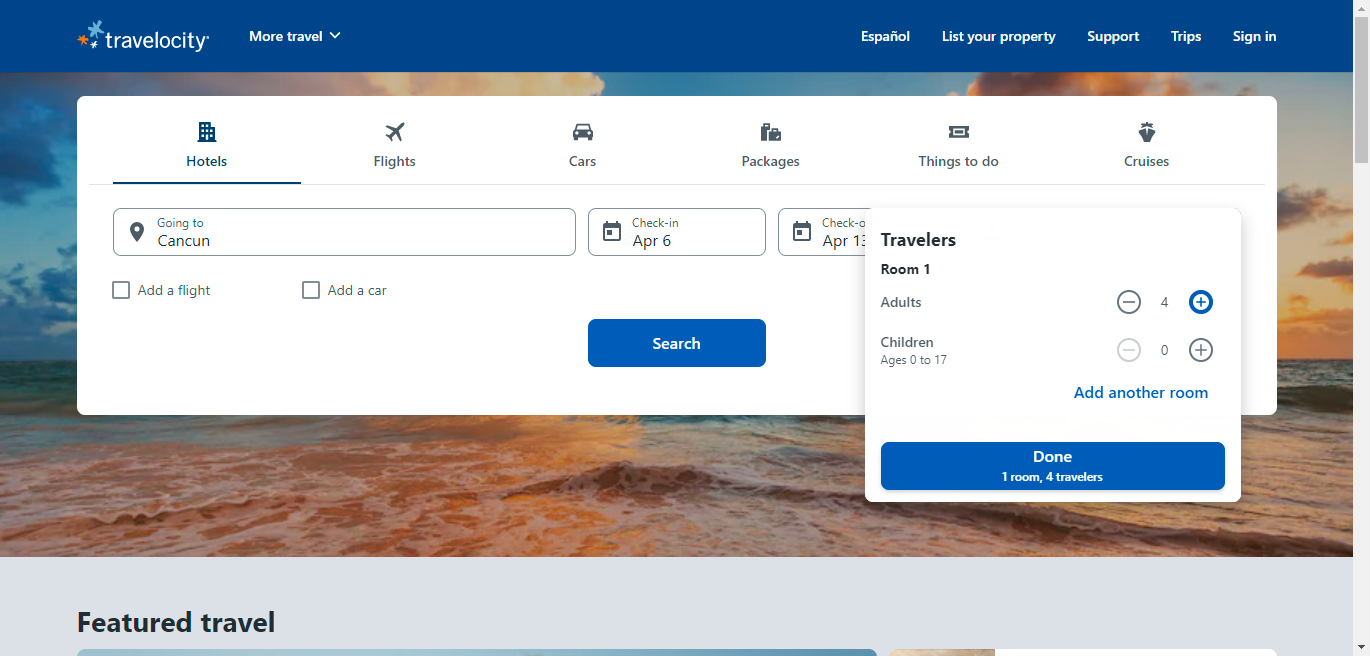 travelocity
More travel
Español
List your property
Support
Trips
Sign in
Hotels
Flights
Cars
Packages
Things to do
Cruises
Going to
Cancun
Check-in
Apr 6
Check-o
Apr 13
Add a flight
Add a car
Search
Travelers
Room 1
Adults
4
Children
Ages 0 to 17
0
Add another room
Done
1 room, 4 travelers
Featured travel